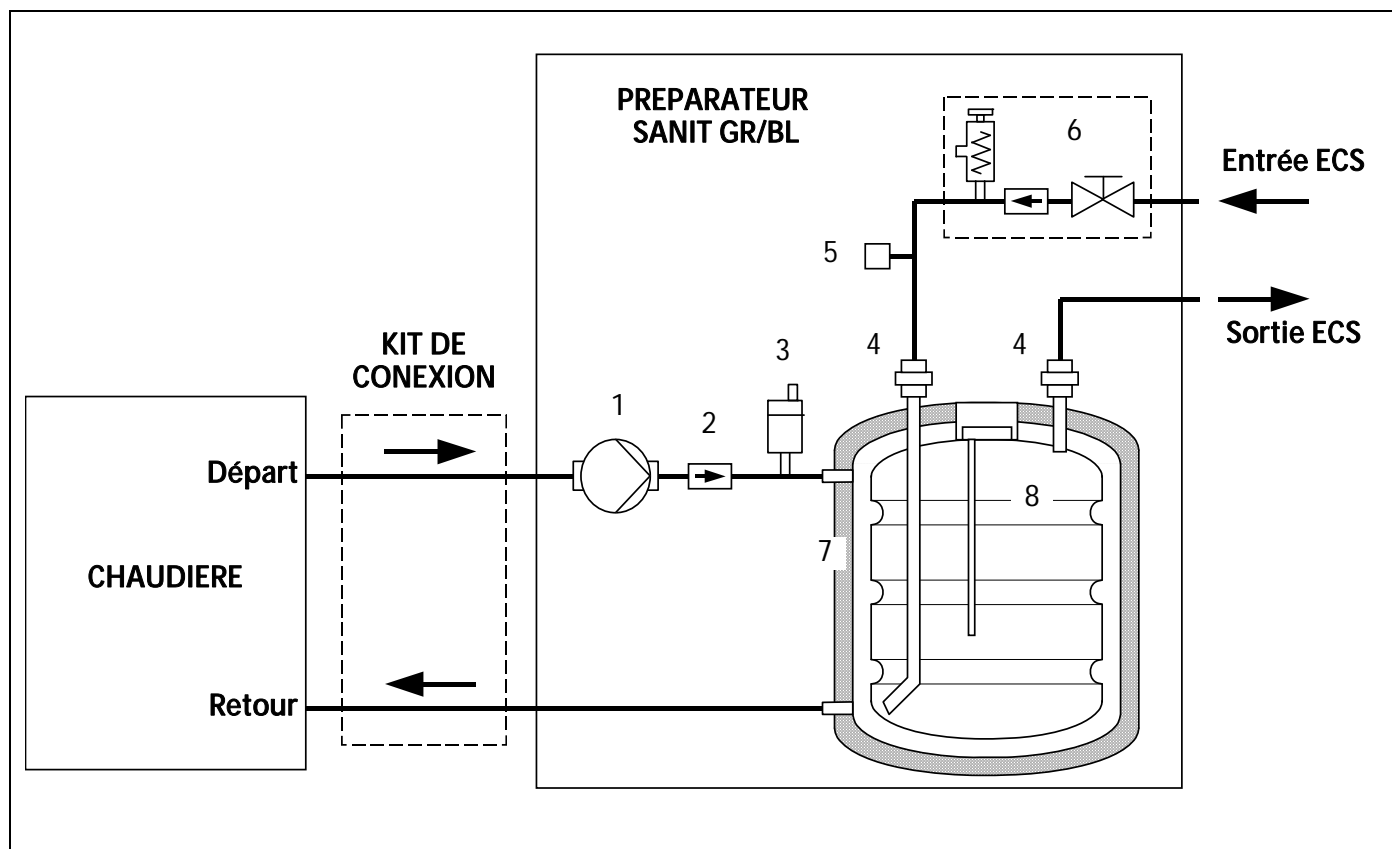 PREPARATEUR
SANIT GR/BL
6
Entrée ECS
5
Sortie ECS
KIT DE
CONEXION
3
4
4
1
2
Départ
8
7
CHAUDIERE
Retour